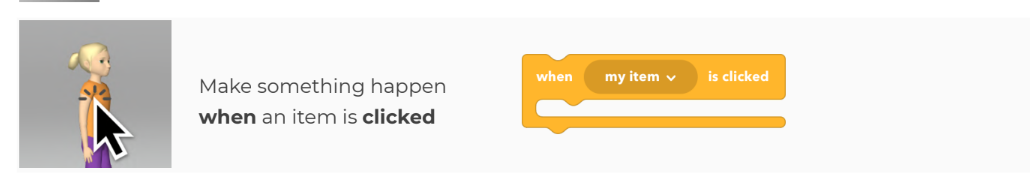 Make something happen
when an item is clicked
when my item is clicked